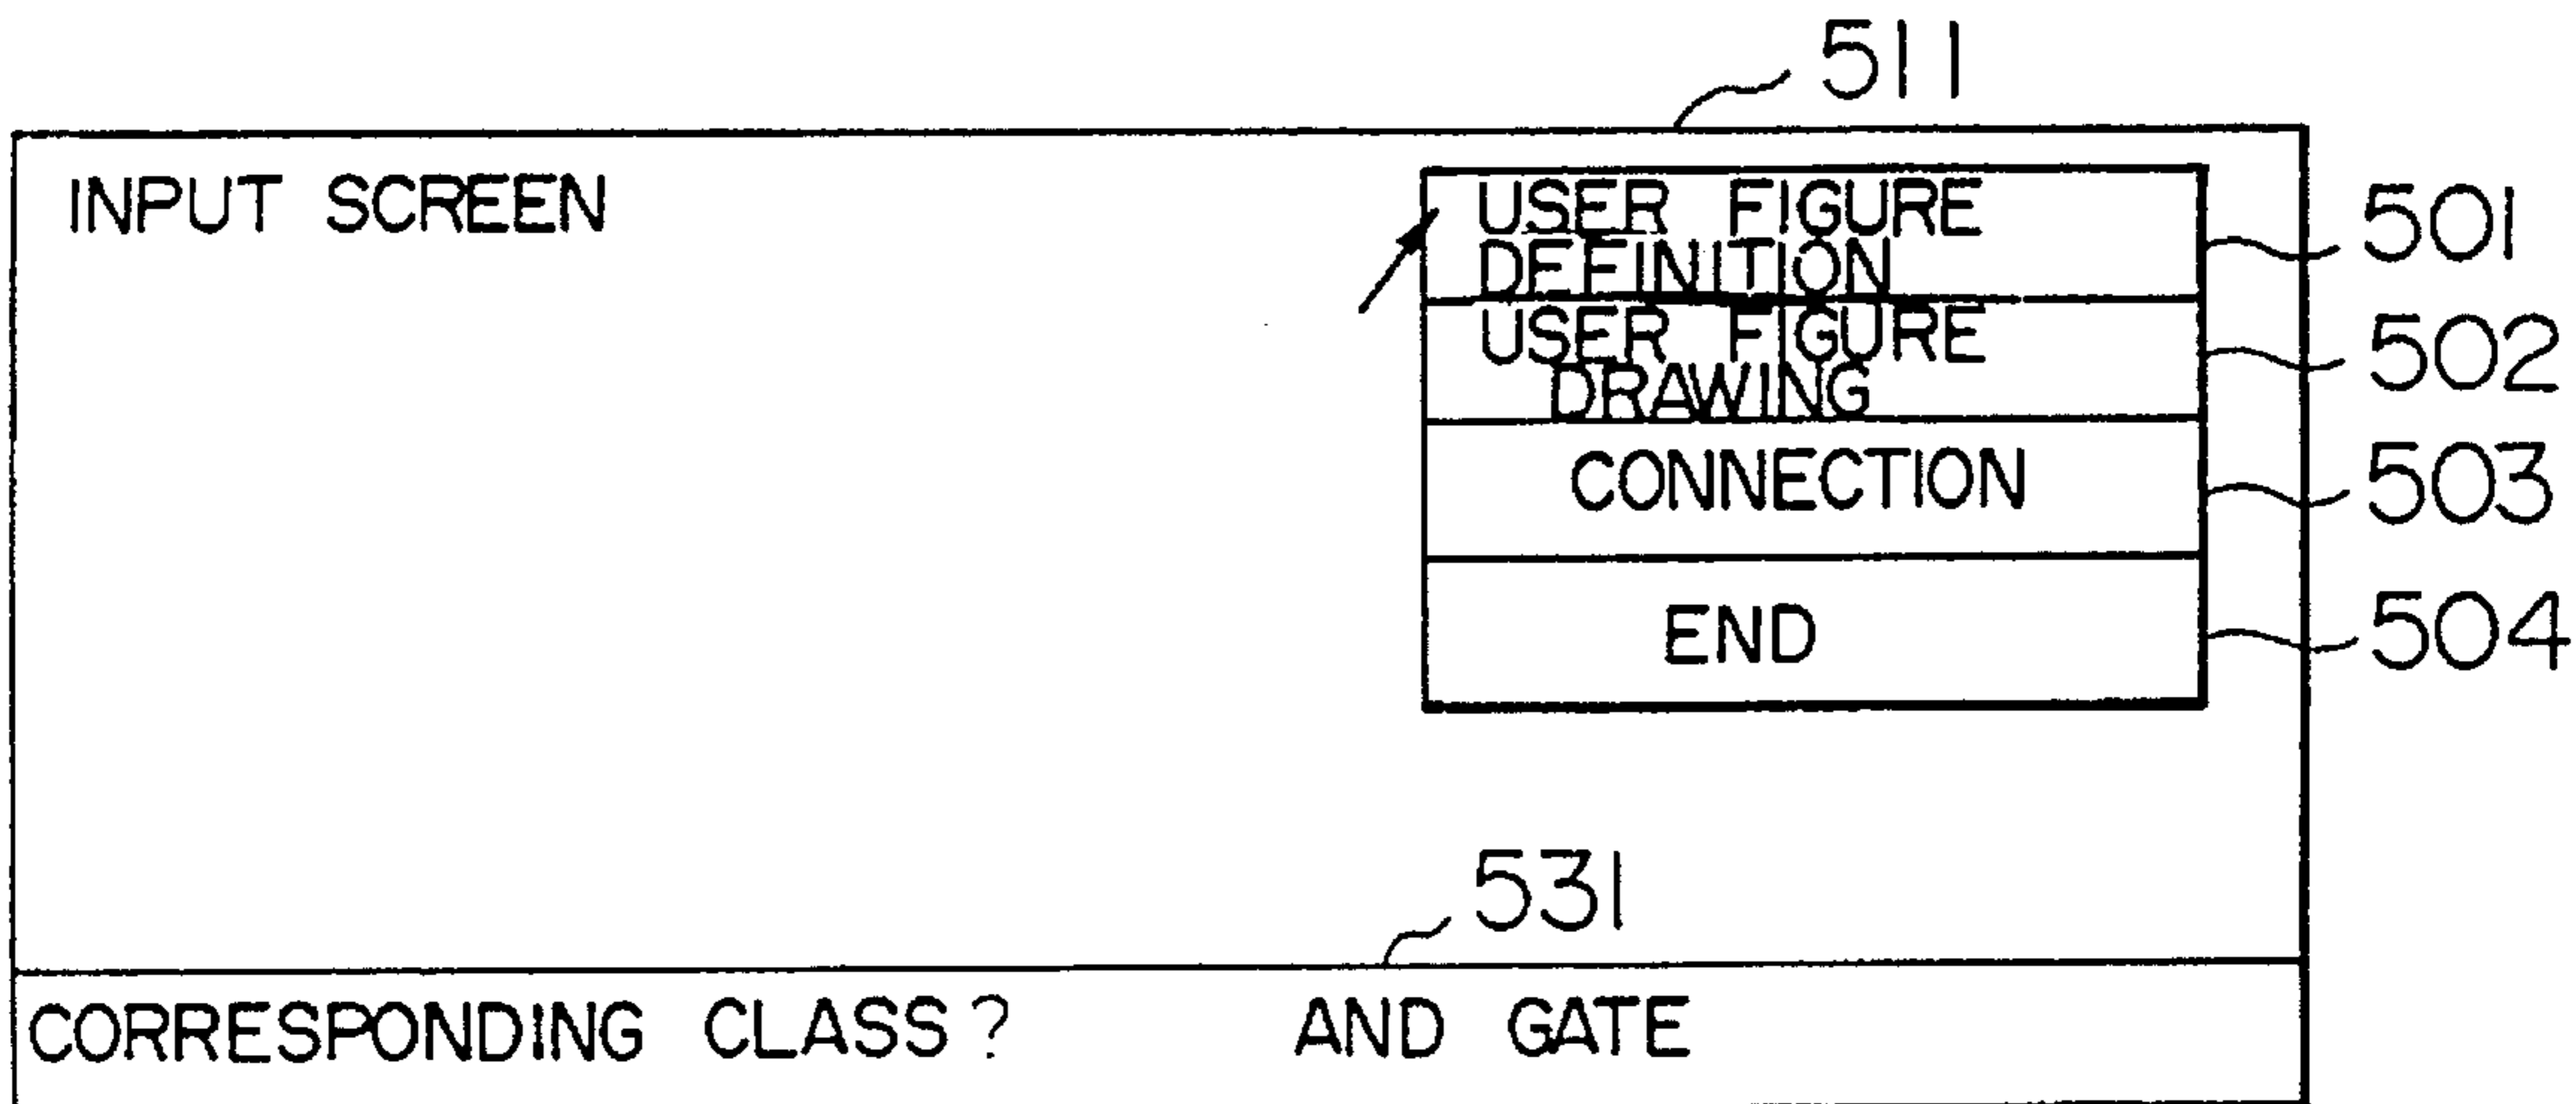 511
INPUT SCREEN
USER FIGURE
DEFINITION
501
USER FIGURE
DRAWING
502
CONNECTION
503
END
504
531
CORRESPONDING CLASS? AND GATE